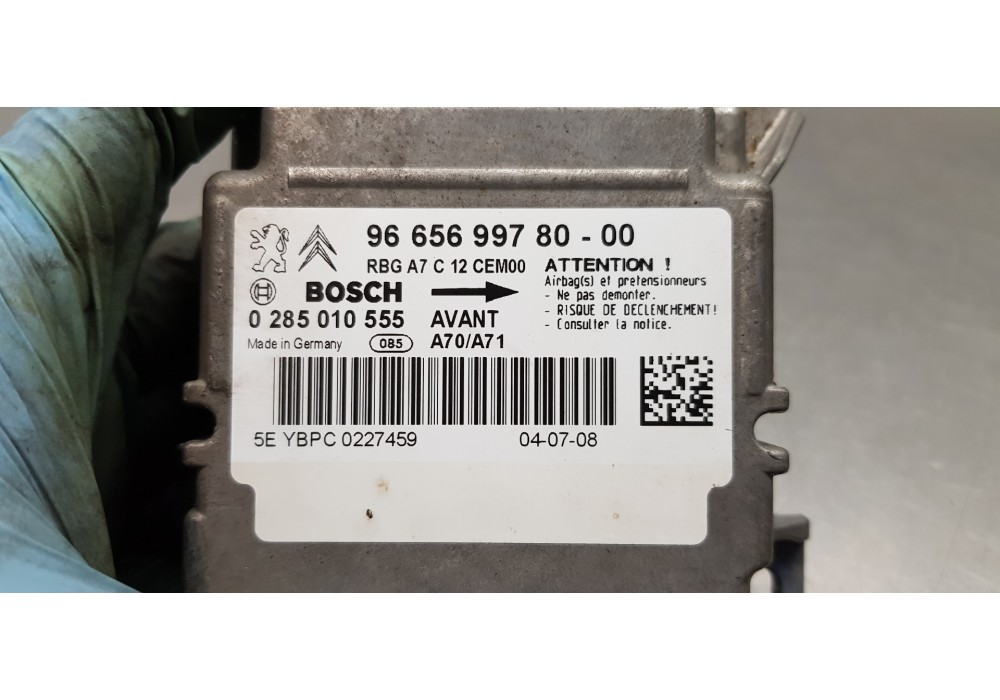 96 656 997 80 - 00
RBG A7 C 12 CEM00
ATTENTION !
Airbag(s) et pretensionneurs
- Ne pas demonter.
- RISQUE DE DECLENCHEMENT!
- Consulter la notice.
BOSCH
0 285 010 555
AVANT
Made in Germany
085
A70/A71
5E YBPC 0227459
04-07-08